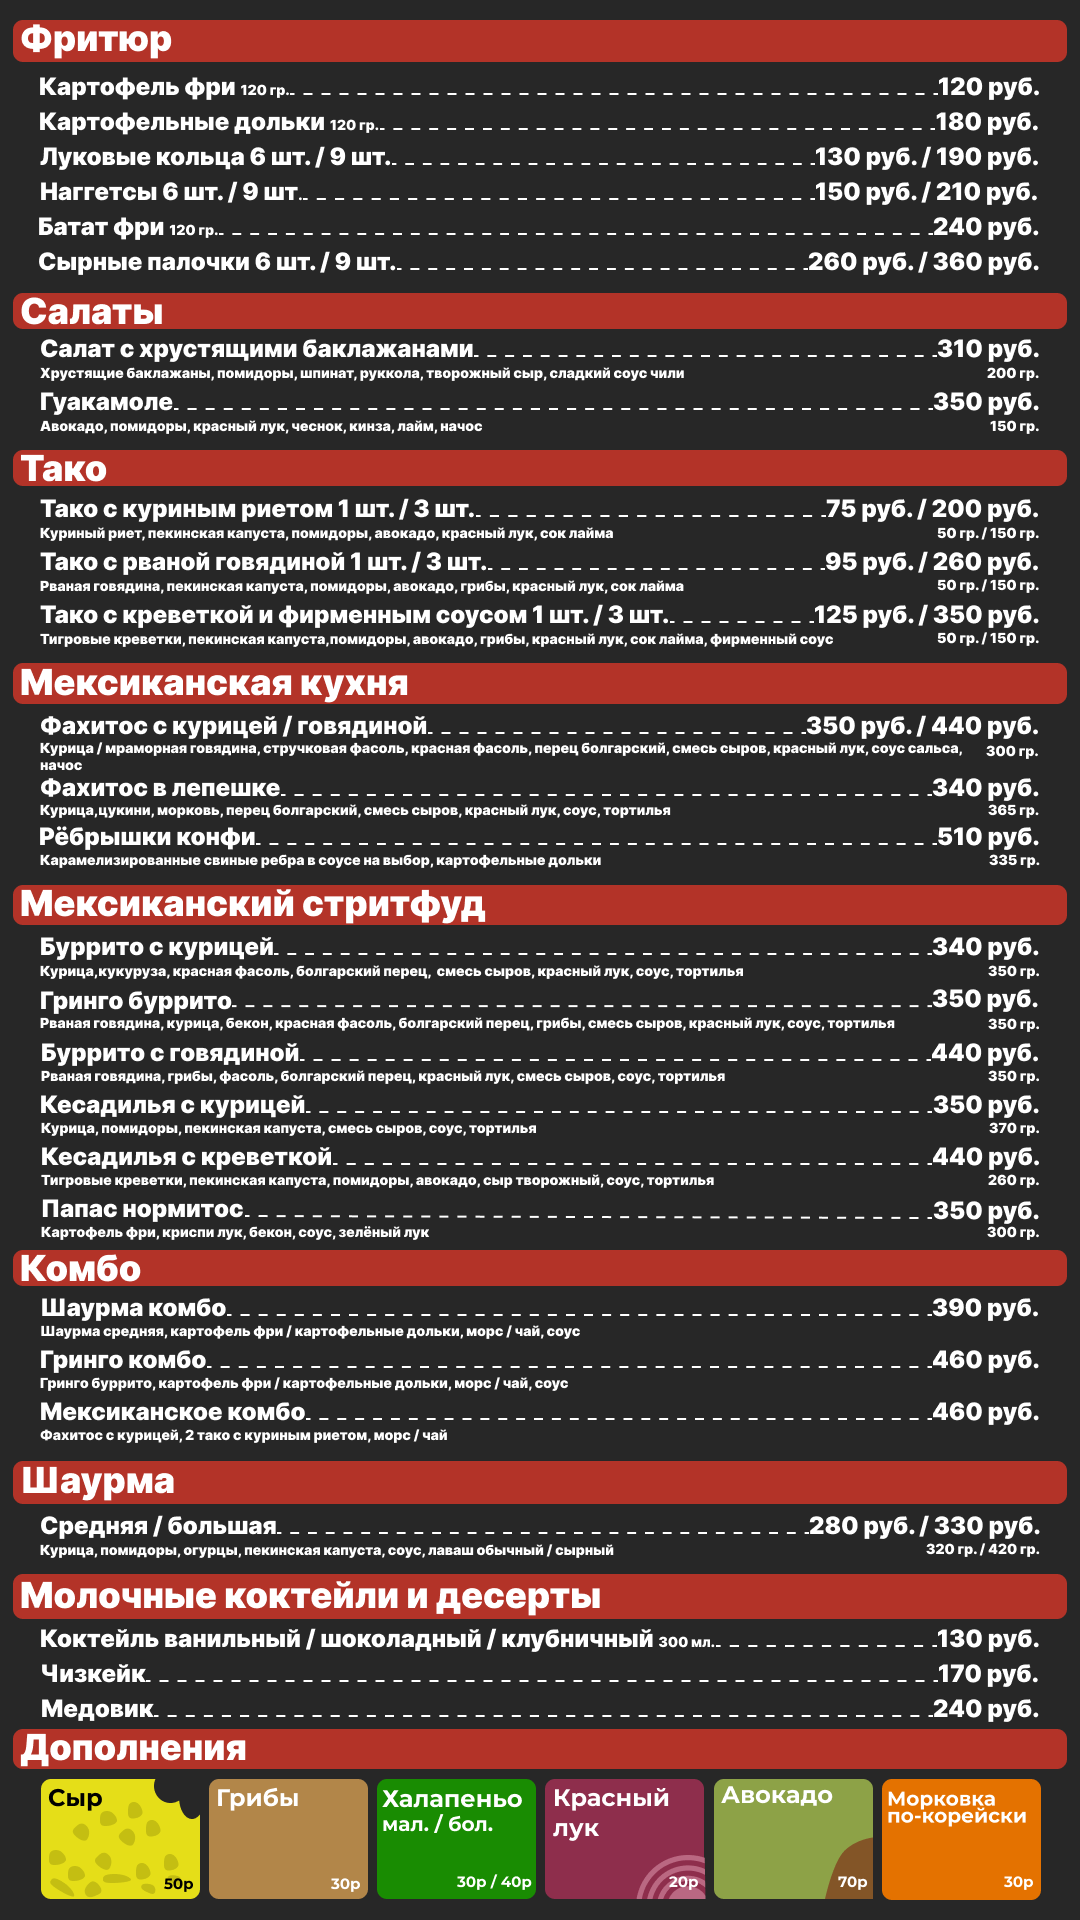 Фритюр
Картофель фри 120 гр. 120 руб.
Картофельные дольки 120 гр. 180 руб.
Луковые кольца 6 шт. / 9 шт. 130 руб. / 190 руб.
Наггетсы 6 шт. / 9 шт. 150 руб. / 210 руб.
Батат фри 120 гр. 240 руб.
Сырные палочки 6 шт. / 9 шт. 260 руб. / 360 руб.
Салаты
Салат с хрустящими баклажанами 310 руб.
Хрустящие баклажаны, помидоры, шпинат, руккола, творожный сыр, сладкий соус чили 200 гр.
Гуакамоле 350 руб.
Авокадо, помидоры, красный лук, чеснок, кинза, лайм, начос 150 гр.
Тако
Тако с куриным риетом 1 шт. / 3 шт. 75 руб. / 200 руб.
Куриный риет, пекинская капуста, помидоры, авокадо, красный лук, сок лайма 50 гр. / 150 гр.
Тако с рваной говядиной 1 шт. / 3 шт. 95 руб. / 260 руб.
Рваная говядина, пекинская капуста, помидоры, авокадо, грибы, красный лук, сок лайма 50 гр. / 150 гр.
Тако с креветкой и фирменным соусом 1 шт. / 3 шт. 125 руб. / 350 руб.
Тигровые креветки, пекинская капуста,помидоры, авокадо, грибы, красный лук, сок лайма, фирменный соус 50 гр. / 150 гр.
Мексиканская кухня
Фахитос с курицей / говядиной 350 руб. / 440 руб.
Курица / мраморная говядина, стручковая фасоль, красная фасоль, перец болгарский, смесь сыров, красный лук, соус сальса, 300 гр.
начос
Фахитос в лепешке 340 руб.
Курица,цукини, морковь, перец болгарский, смесь сыров, красный лук, соус, тортилья 365 гр.
Рёбрышки конфи 510 руб.
Карамелизированные свиные ребра в соусе на выбор, картофельные дольки 335 гр.
Мексиканский стритфуд
Буррито с курицей 340 руб.
Курица,кукуруза, красная фасоль, болгарский перец, смесь сыров, красный лук, соус, тортилья 350 гр.
Гринго буррито 350 руб.
Рваная говядина, курица, бекон, красная фасоль, болгарский перец, грибы, смесь сыров, красный лук, соус, тортилья 350 гр.
Буррито с говядиной 440 руб.
Рваная говядина, грибы, фасоль, болгарский перец, красный лук, смесь сыров, соус, тортилья 350 гр.
Кесадилья с курицей 350 руб.
Курица, помидоры, пекинская капуста, смесь сыров, соус, тортилья 370 гр.
Кесадилья с креветкой 440 руб.
Тигровые креветки, пекинская капуста, помидоры, авокадо, сыр творожный, соус, тортилья 260 гр.
Папас нормитос 350 руб.
Картофель фри, криспи лук, бекон, соус, зелёный лук 300 гр.
Комбо
Шаурма комбо 390 руб.
Шаурма средняя, картофель фри / картофельные дольки, морс / чай, соус
Гринго комбо 460 руб.
Гринго буррито, картофель фри / картофельные дольки, морс / чай, соус
Мексиканское комбо 460 руб.
Фахитос с курицей, 2 тако с куриным риетом, морс / чай
Шаурма
Средняя / большая 280 руб. / 330 руб.
Курица, помидоры, огурцы, пекинская капуста, соус, лаваш обычный / сырный 320 гр. / 420 гр.
Молочные коктейли и десерты
Коктейль ванильный / шоколадный / клубничный 300 мл. 130 руб.
Чизкейк 170 руб.
Медовик 240 руб.
Дополнения
Сыр
50р
Грибы
30р
Халапеньо
мал. / бол.
30р / 40р
Красный
лук
20р
Авокадо
70р
Морковка
по-корейски
30р